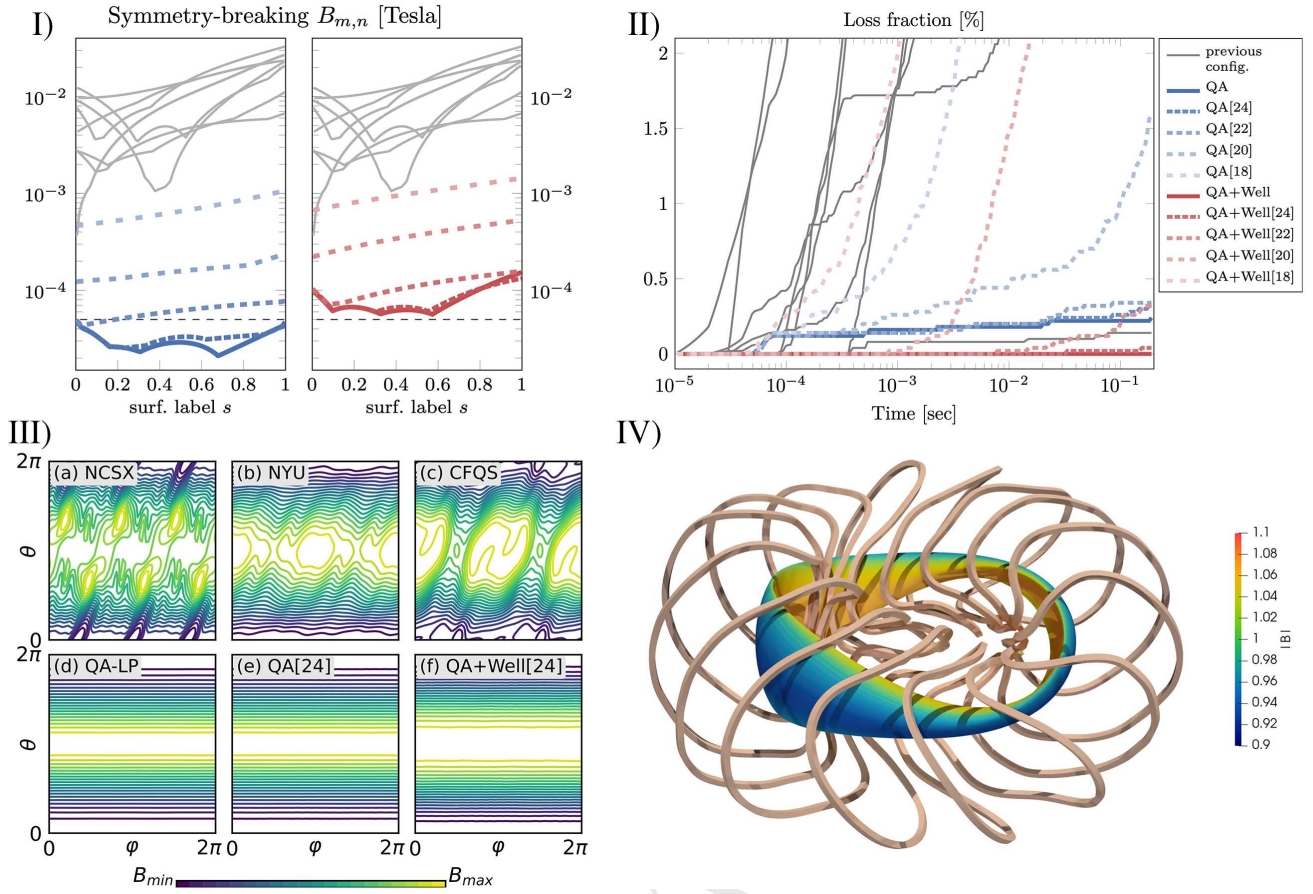 I)
Symmetry-breaking B_{m,n} [Tesla]
10^{-2}
10^{-3}
10^{-4}
10^{-2}
10^{-3}
10^{-4}
0 0.2 0.4 0.6 0.8 1
surf. label s
0 0.2 0.4 0.6 0.8 1
surf. label s
II)
Loss fraction [%]
2
1.5
1
0.5
0
10^{-5} 10^{-4} 10^{-3} 10^{-2} 10^{-1}
Time [sec]
previous
config.
QA
QA[24]
QA[22]
QA[20]
QA[18]
QA+Well
QA+Well[24]
QA+Well[22]
QA+Well[20]
QA+Well[18]
III)
2π
θ
0
(a) NCSX
(b) NYU
(c) CFQS
2π
θ
0
(d) QA-LP
(e) QA[24]
(f) QA+Well[24]
φ 2π
0 φ 2π
0 φ 2π
B_{min} B_{max}
IV)
1.1
1.08
1.06
1.04
1.02
1
0.98
0.96
0.94
0.92
0.9
|B|